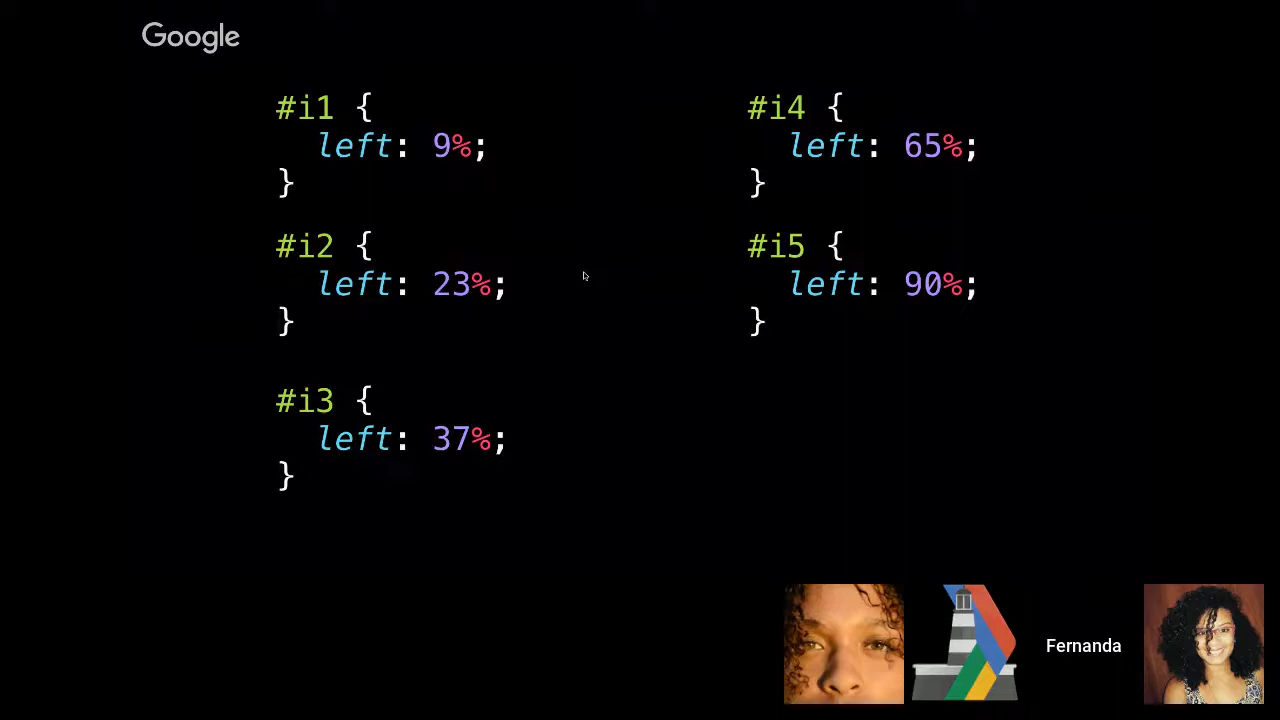 Google
#i1 {
  left: 9%;
}
#i2 {
  left: 23%;
}
#i3 {
  left: 37%;
}
#i4 {
  left: 65%;
}
#i5 {
  left: 90%;
}
Fernanda